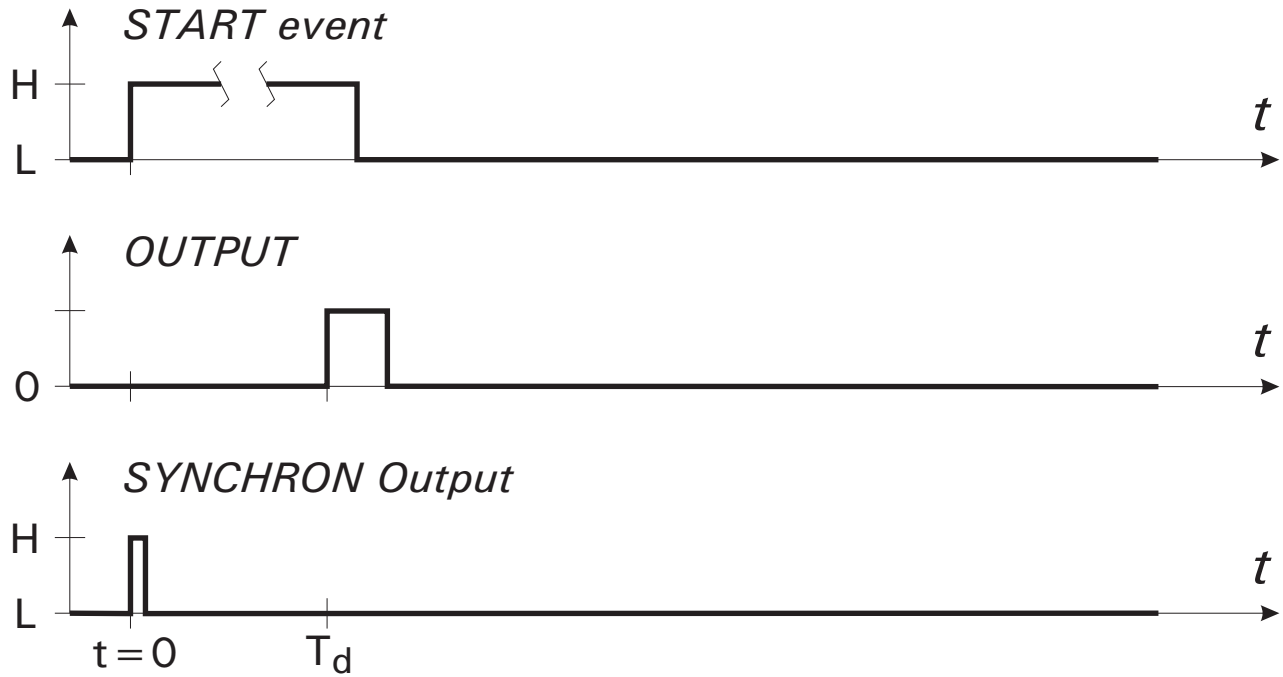 START event
H
t
L
OUTPUT
t
0
SYNCHRON Output
H
t
L
t = 0 T_d